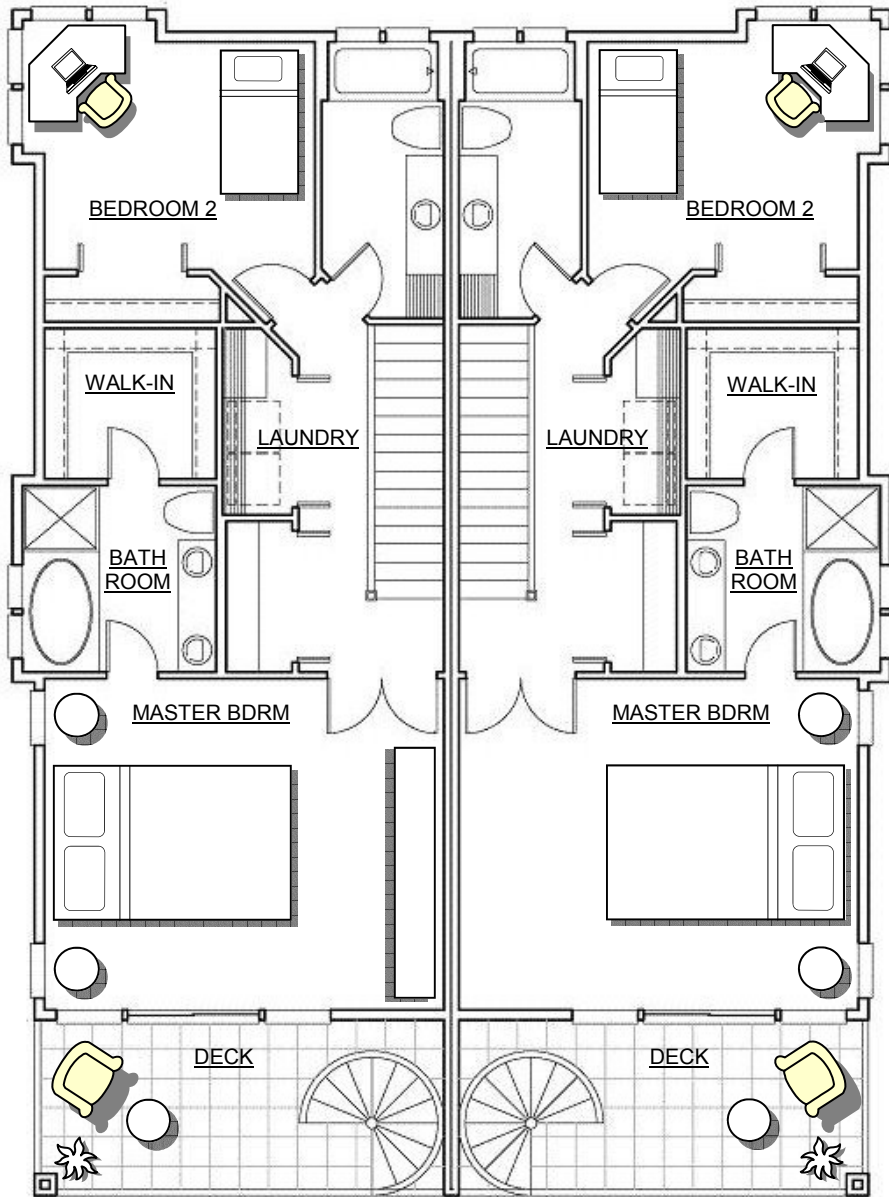 BEDROOM 2
BEDROOM 2
WALK-IN
WALK-IN
LAUNDRY
LAUNDRY
BATH
ROOM
BATH
ROOM
MASTER BDRM
MASTER BDRM
DECK
DECK